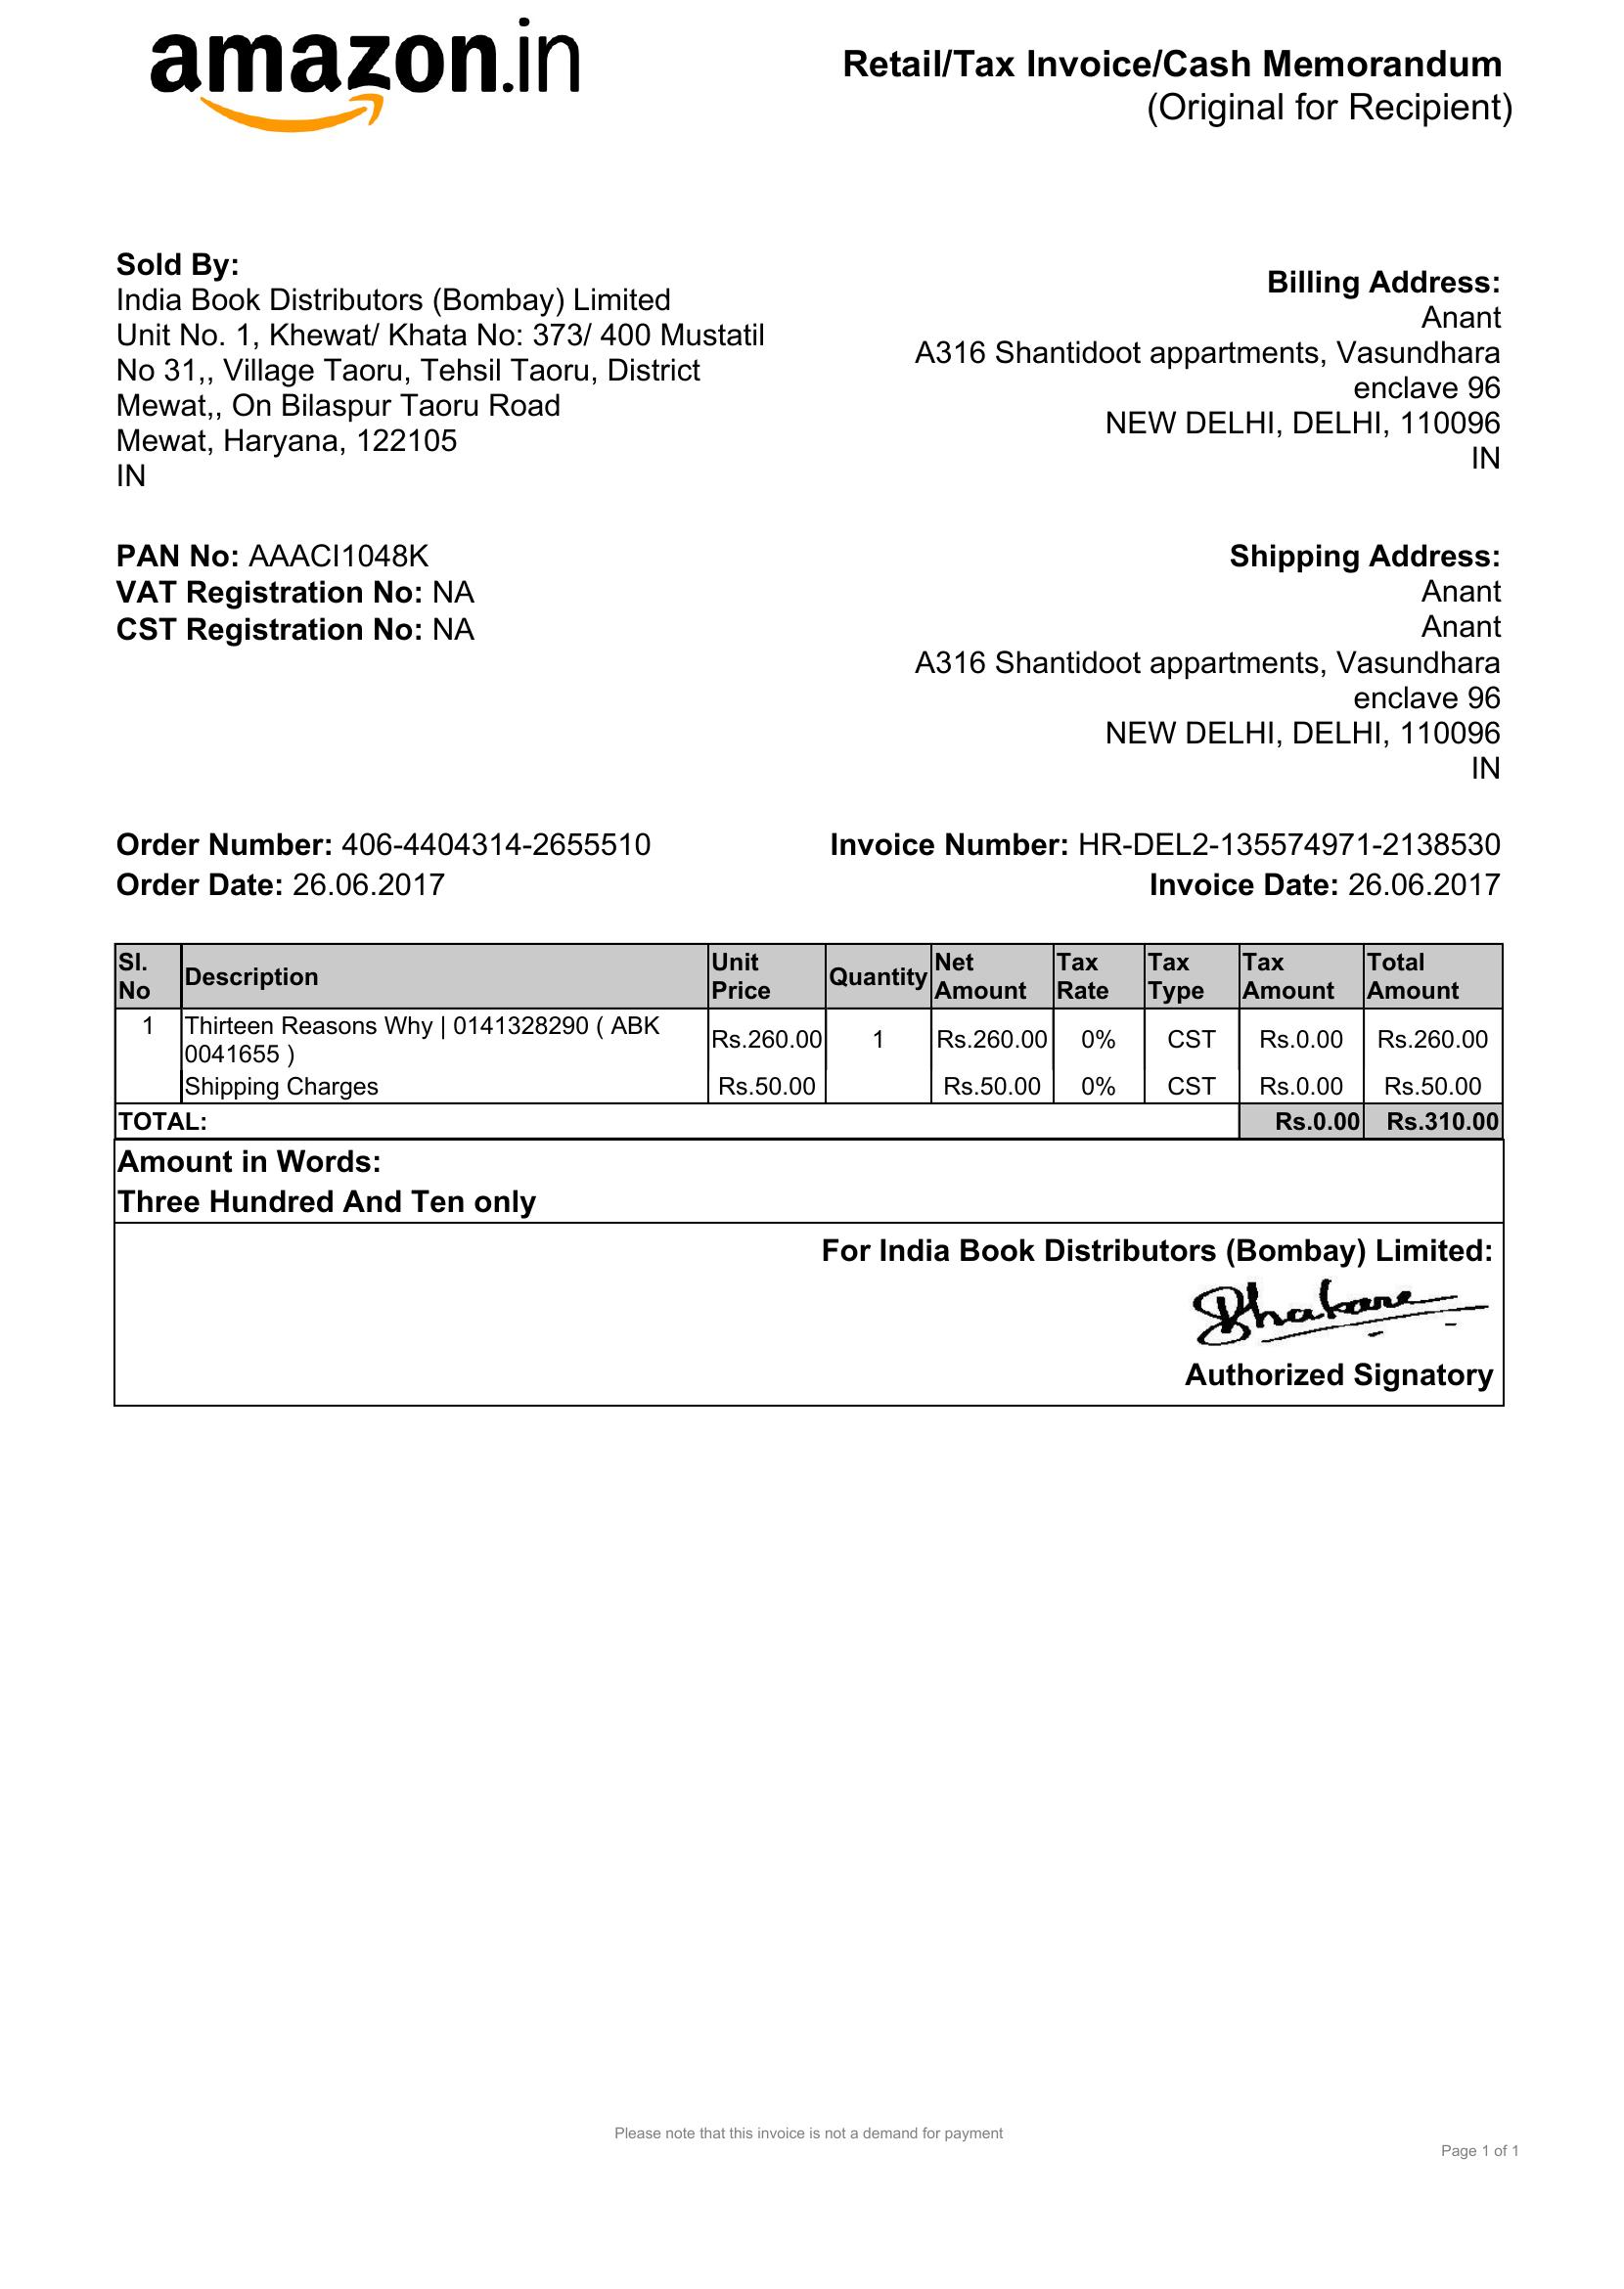 amazon.in
Retail/Tax Invoice/Cash Memorandum
(Original for Recipient)
Sold By:
India Book Distributors (Bombay) Limited
Unit No. 1, Khewat/ Khata No: 373/ 400 Mustatil
No 31,, Village Taoru, Tehsil Taoru, District
Mewat,, On Bilaspur Taoru Road
Mewat, Haryana, 122105
IN
Billing Address:
Anant
A316 Shantidoot appartments, Vasundhara
enclave 96
NEW DELHI, DELHI, 110096
IN
PAN No: AAACI1048K
VAT Registration No: NA
CST Registration No: NA
Shipping Address:
Anant
Anant
A316 Shantidoot appartments, Vasundhara
enclave 96
NEW DELHI, DELHI, 110096
IN
Order Number: 406-4404314-2655510
Order Date: 26.06.2017
Invoice Number: HR-DEL2-135574971-2138530
Invoice Date: 26.06.2017
Sl. No Description Unit Price Quantity Net Amount Tax Rate Tax Type Tax Amount Total Amount
1 Thirteen Reasons Why | 0141328290 ( ABK
0041655 ) Rs.260.00 1 Rs.260.00 0% CST Rs.0.00 Rs.260.00
Shipping Charges Rs.50.00 Rs.50.00 0% CST Rs.0.00 Rs.50.00
TOTAL: Rs.0.00 Rs.310.00
Amount in Words:
Three Hundred And Ten only
For India Book Distributors (Bombay) Limited:
Authorized Signatory
Please note that this invoice is not a demand for payment
Page 1 of 1